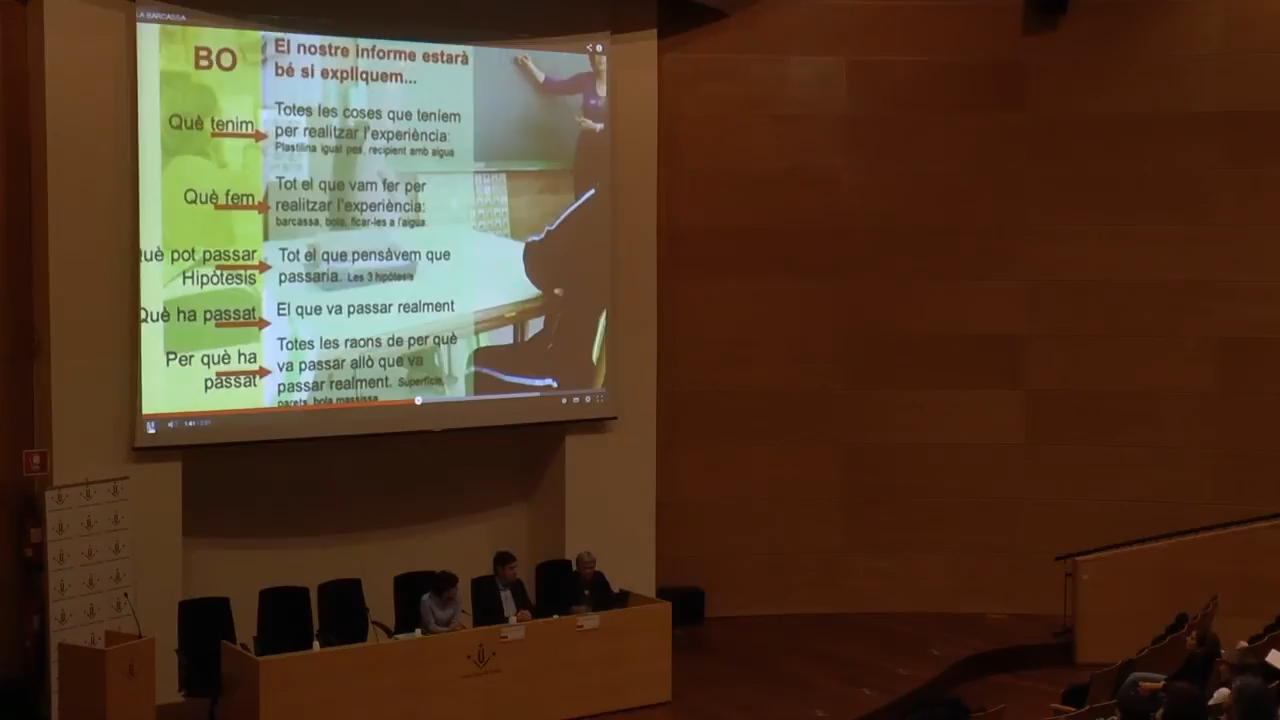 LA BARCASSA
BO
El nostre informe estarà
bé si expliquem...
Què tenim
Totes les coses que teníem
per realitzar l'experiència:
Plastilina igual pes, recipient amb aigua
Què fem
Tot el que vam fer per
realitzar l'experiència:
barcassa, bola, ficar-les a l'aigua
uè pot passar
Hipòtesis
Tot el que pensàvem que
passaria. Les 3 hipòtesis
Què ha passat
El que va passar realment
Per què ha
passat
Totes les raons de per què
va passar allò que va
passar realment. Superfície,
parets, bola massissa